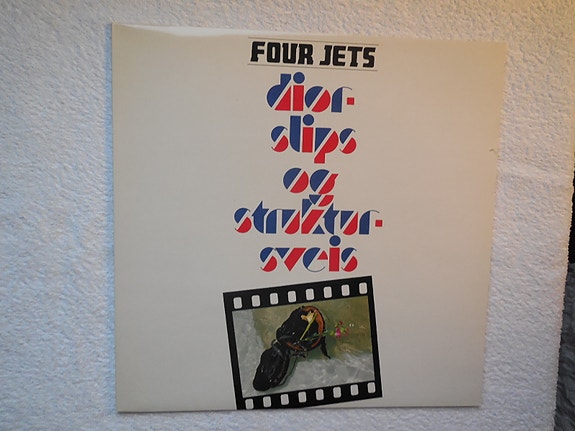 FOUR JETS
dior-
slips
og
struktur-
sveis